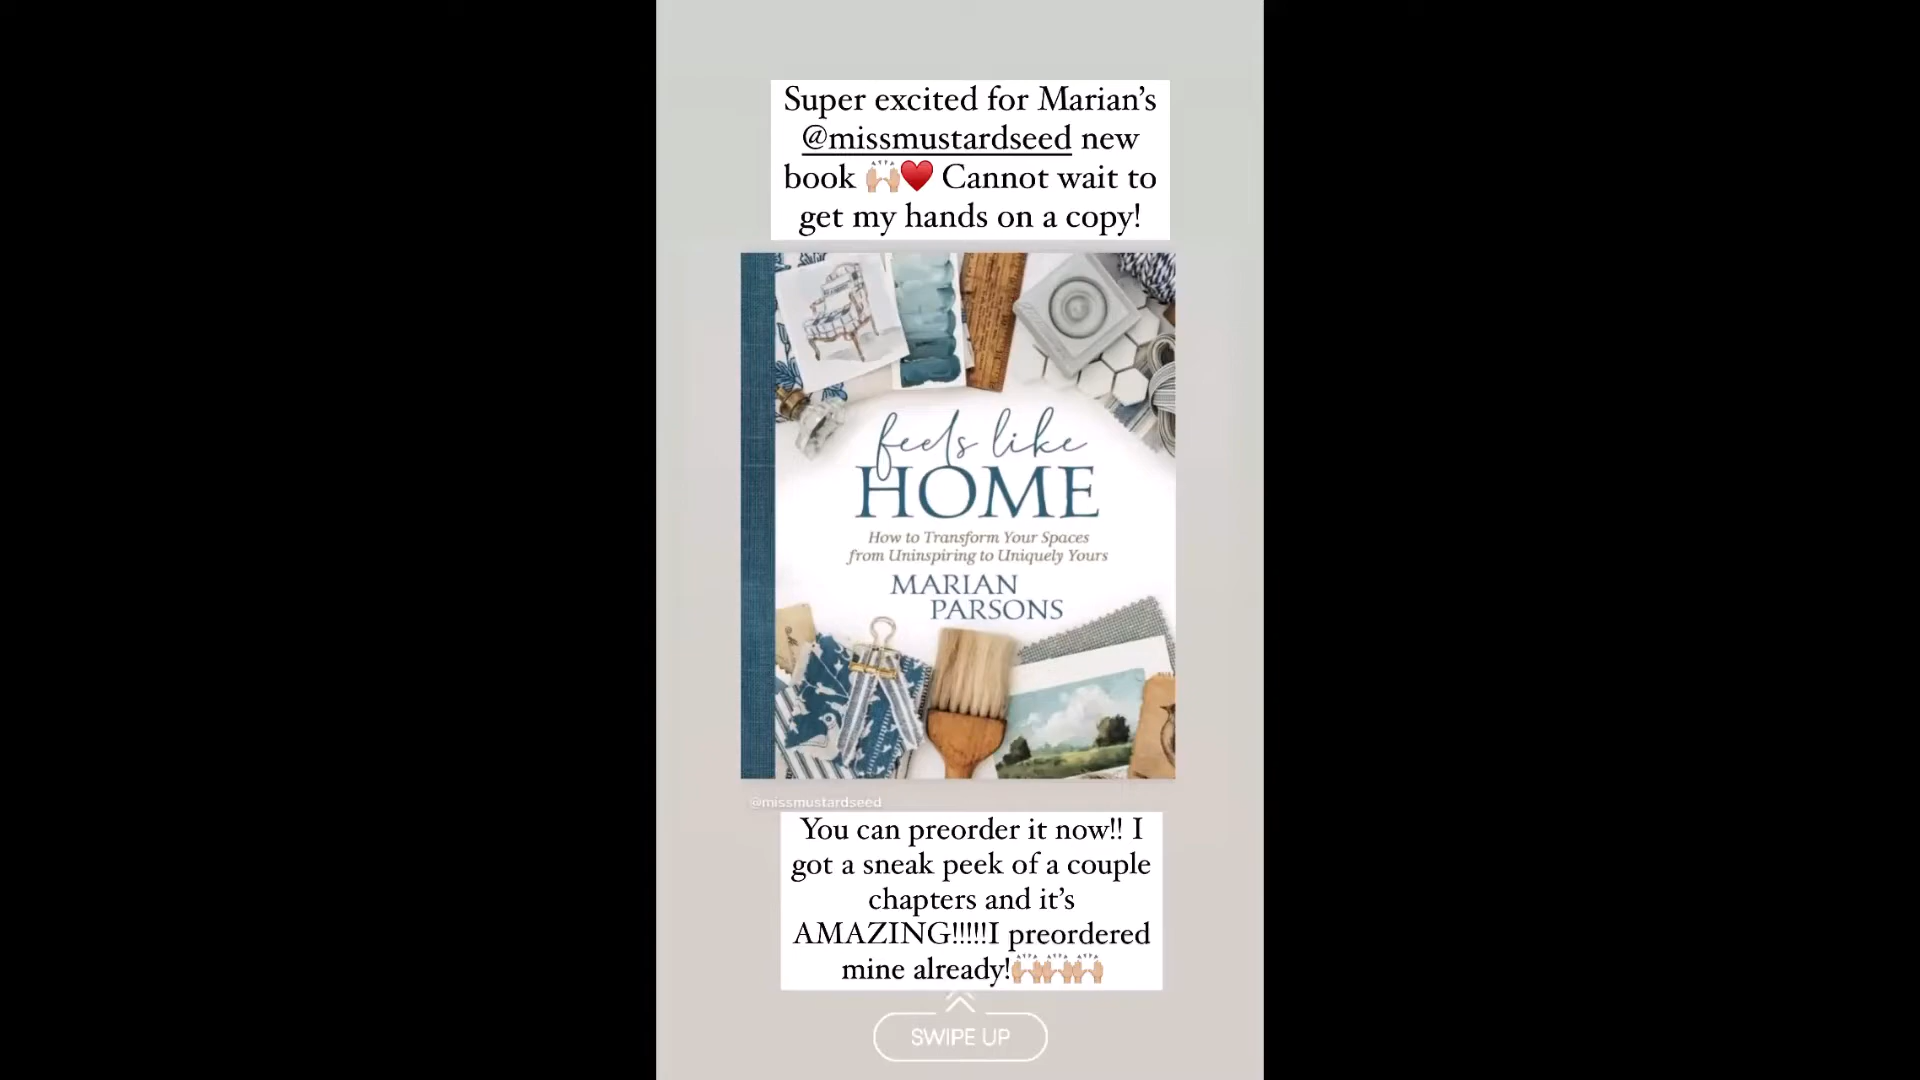 Super excited for Marian’s
@missmustardseed new
book 🙌🏼♥️ Cannot wait to
get my hands on a copy!
feels like
HOME
How to Transform Your Spaces
from Uninspiring to Uniquely Yours
MARIAN
PARSONS
@missmustardseed
You can preorder it now!! I
got a sneak peek of a couple
chapters and it’s
AMAZING!!!!!I preordered
mine already!🙌🏼🙌🏼🙌🏼
SWIPE UP